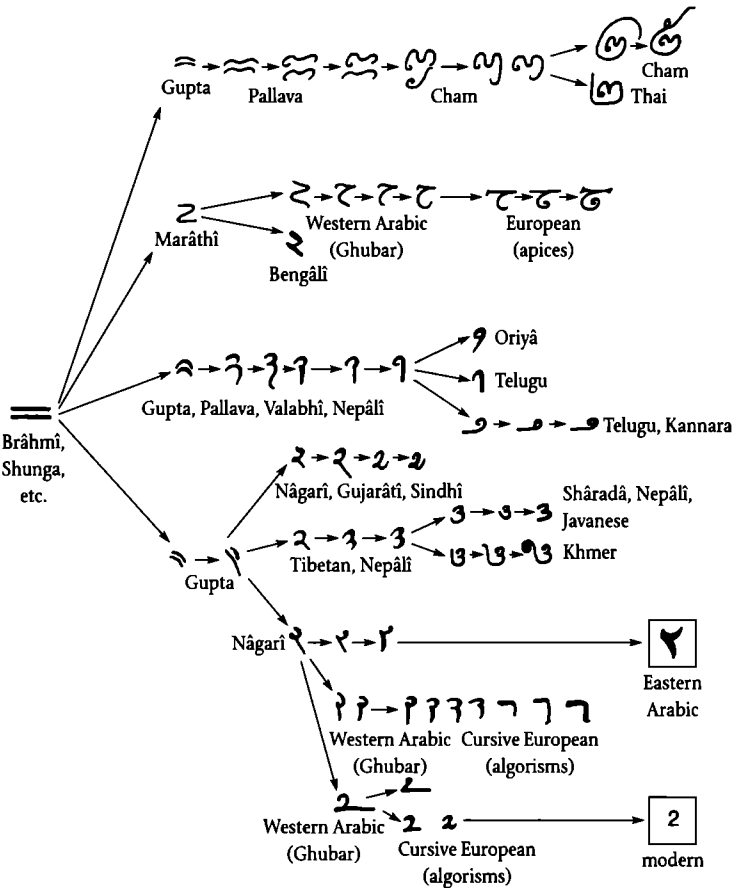 Gupta
Pallava
Cham
Cham
Thai
Marâthî
Western Arabic
(Ghubar)
European
(apices)
Bengâlî
Brâhmî,
Shunga,
etc.
Gupta, Pallava, Valabhî, Nepâlî
Oriyâ
Telugu
Telugu, Kannara
Nâgarî, Gujarâtî, Sindhî
Gupta
Tibetan, Nepâlî
Shâradâ, Nepâlî,
Javanese
Khmer
Nâgarî
٢
Eastern
Arabic
Western Arabic
(Ghubar)
Cursive European
(algorisms)
Western Arabic
(Ghubar)
Cursive European
(algorisms)
2
modern